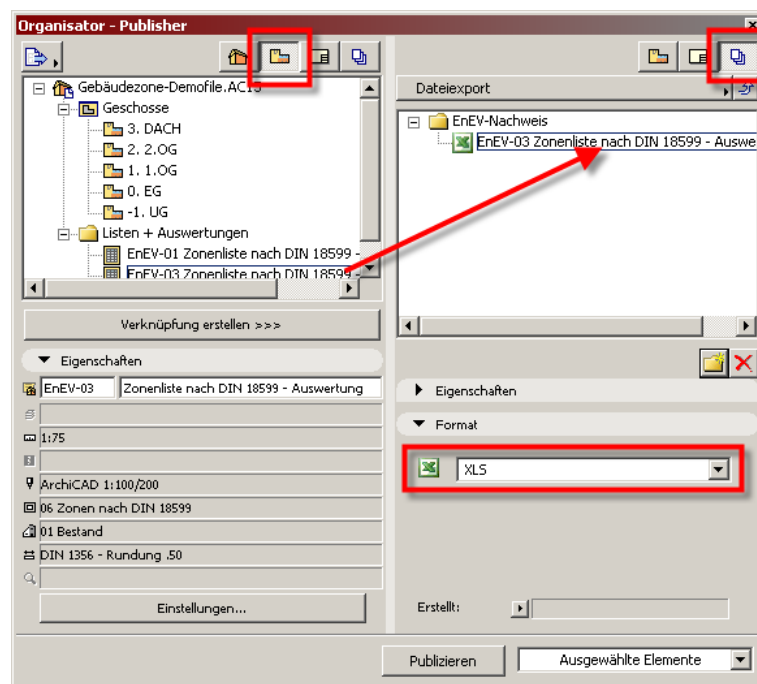 Organisator - Publisher
Gebäudezone-Demofile.AC13
Geschosse
3. DACH
2. 2.OG
1. 1.OG
0. EG
-1. UG
Listen + Auswertungen
EnEV-01 Zonenliste nach DIN 18599 -
EnEV-03 Zonenliste nach DIN 18599 -
Verknüpfung erstellen >>>
Eigenschaften
EnEV-03 Zonenliste nach DIN 18599 - Auswertung
1:75
ArchiCAD 1:100/200
06 Zonen nach DIN 18599
01 Bestand
DIN 1356 - Rundung .50
Einstellungen...
Dateiexport
EnEV-Nachweis
EnEV-03 Zonenliste nach DIN 18599 - Auswe
Eigenschaften
Format
XLS
Erstellt:
Publizieren
Ausgewählte Elemente